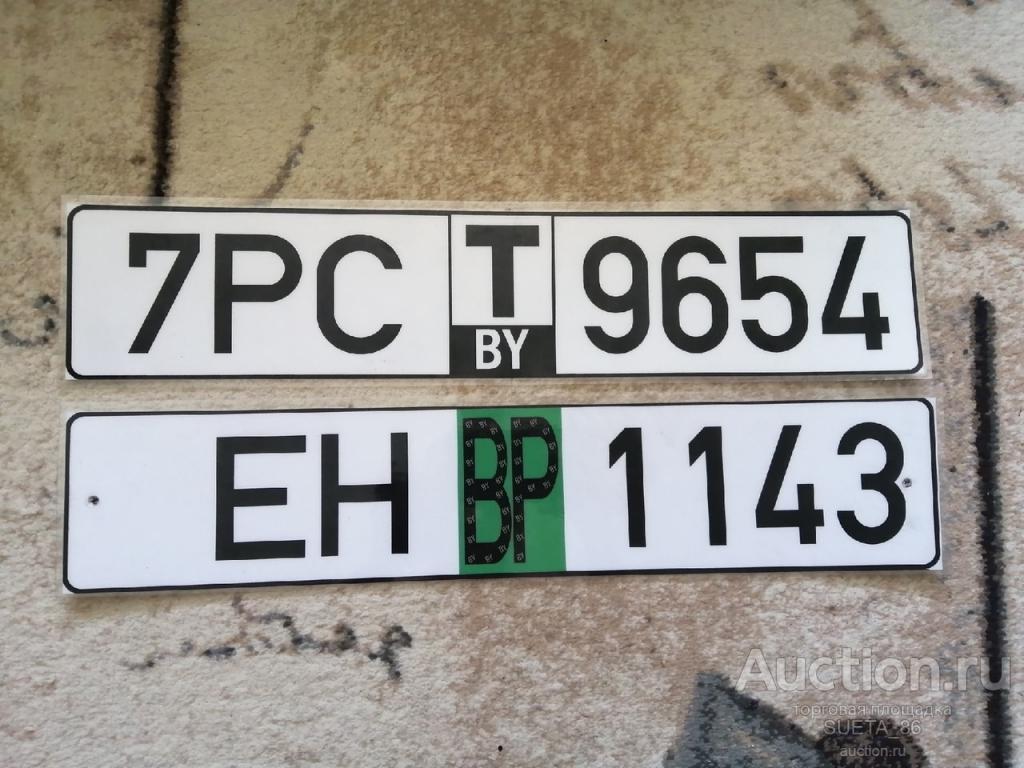 7PC T 9654
BY
EH BP 1143
Auction.ru
торговая площадка
SUETA_86
auction.ru